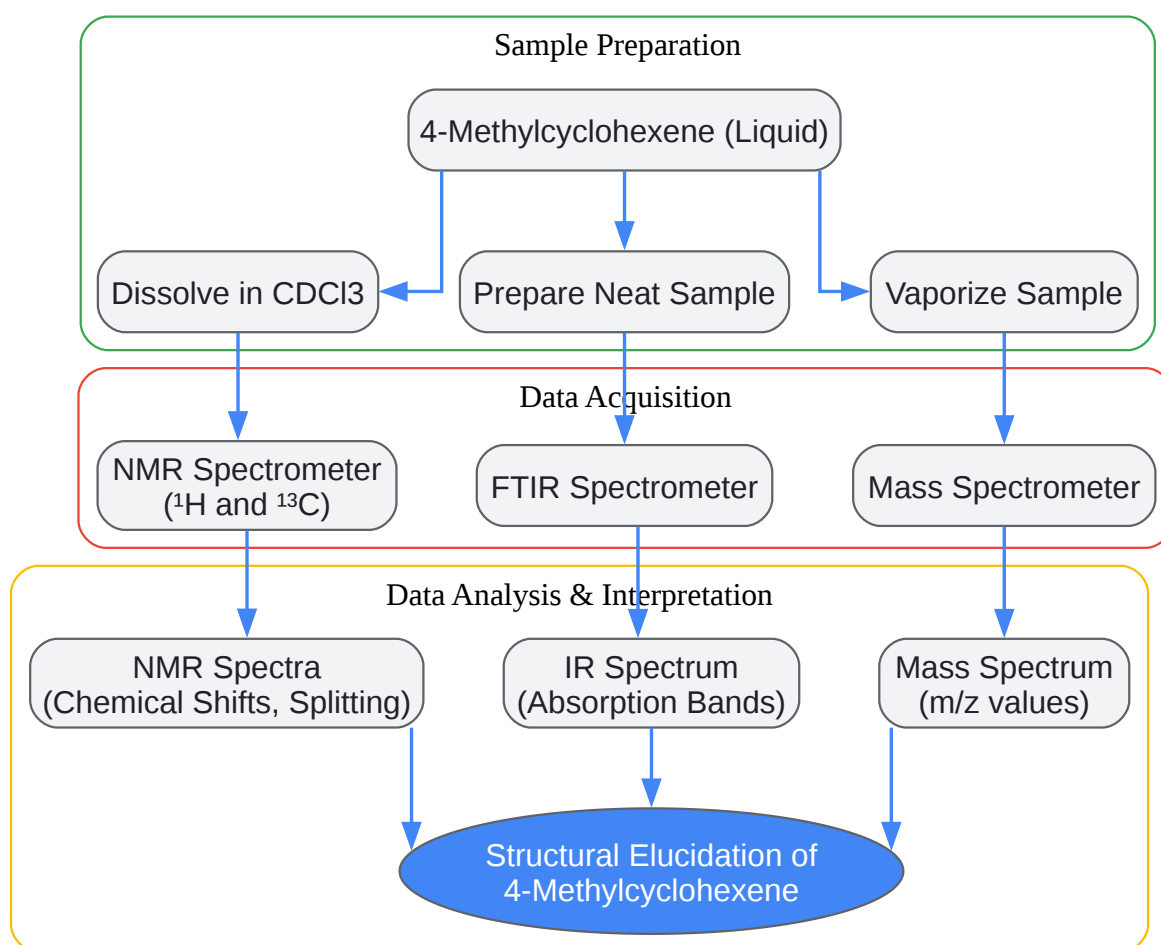 Sample Preparation
4-Methylcyclohexene (Liquid)
Dissolve in CDCl3
Prepare Neat Sample
Vaporize Sample
Data Acquisition
NMR Spectrometer
(¹H and ¹³C)
FTIR Spectrometer
Mass Spectrometer
Data Analysis & Interpretation
NMR Spectra
(Chemical Shifts, Splitting)
IR Spectrum
(Absorption Bands)
Mass Spectrum
(m/z values)
Structural Elucidation of
4-Methylcyclohexene